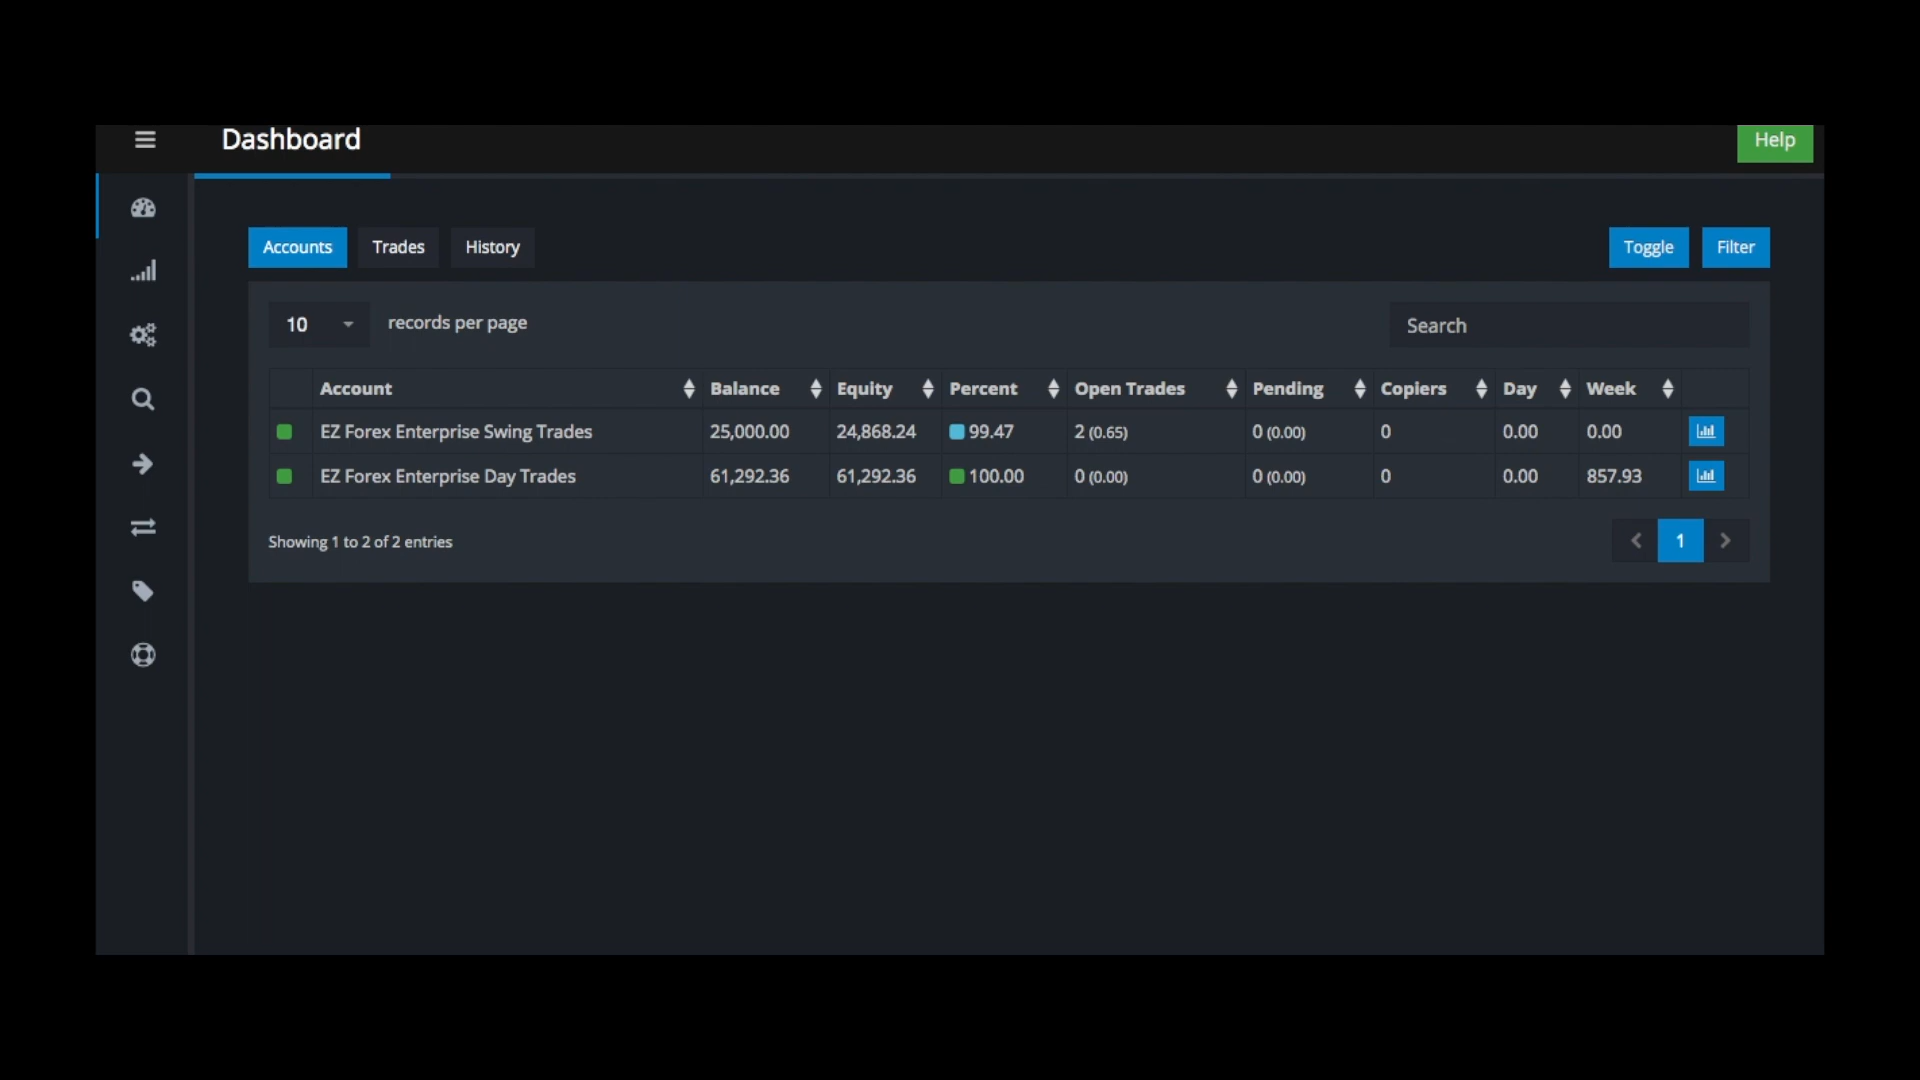 Dashboard Help
Accounts Trades History Toggle Filter
10 records per page Search
Account Balance Equity Percent Open Trades Pending Copiers Day Week
EZ Forex Enterprise Swing Trades 25,000.00 24,868.24 99.47 2 (0.65) 0 (0.00) 0 0.00 0.00
EZ Forex Enterprise Day Trades 61,292.36 61,292.36 100.00 0 (0.00) 0 (0.00) 0 0.00 857.93
Showing 1 to 2 of 2 entries 1